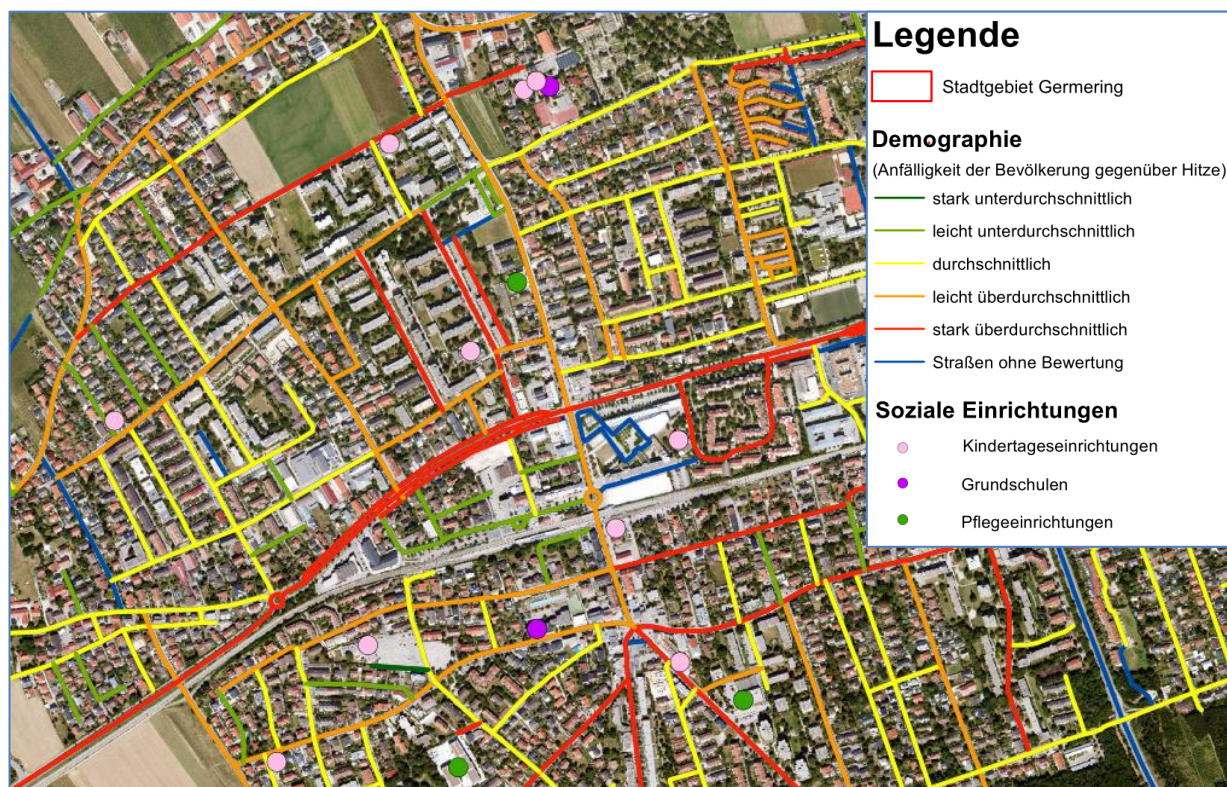 Legende
Stadtgebiet Germering
Demographie
(Anfälligkeit der Bevölkerung gegenüber Hitze)
stark unterdurchschnittlich
leicht unterdurchschnittlich
durchschnittlich
leicht überdurchschnittlich
stark überdurchschnittlich
Straßen ohne Bewertung
Soziale Einrichtungen
Kindertageseinrichtungen
Grundschulen
Pflegeeinrichtungen